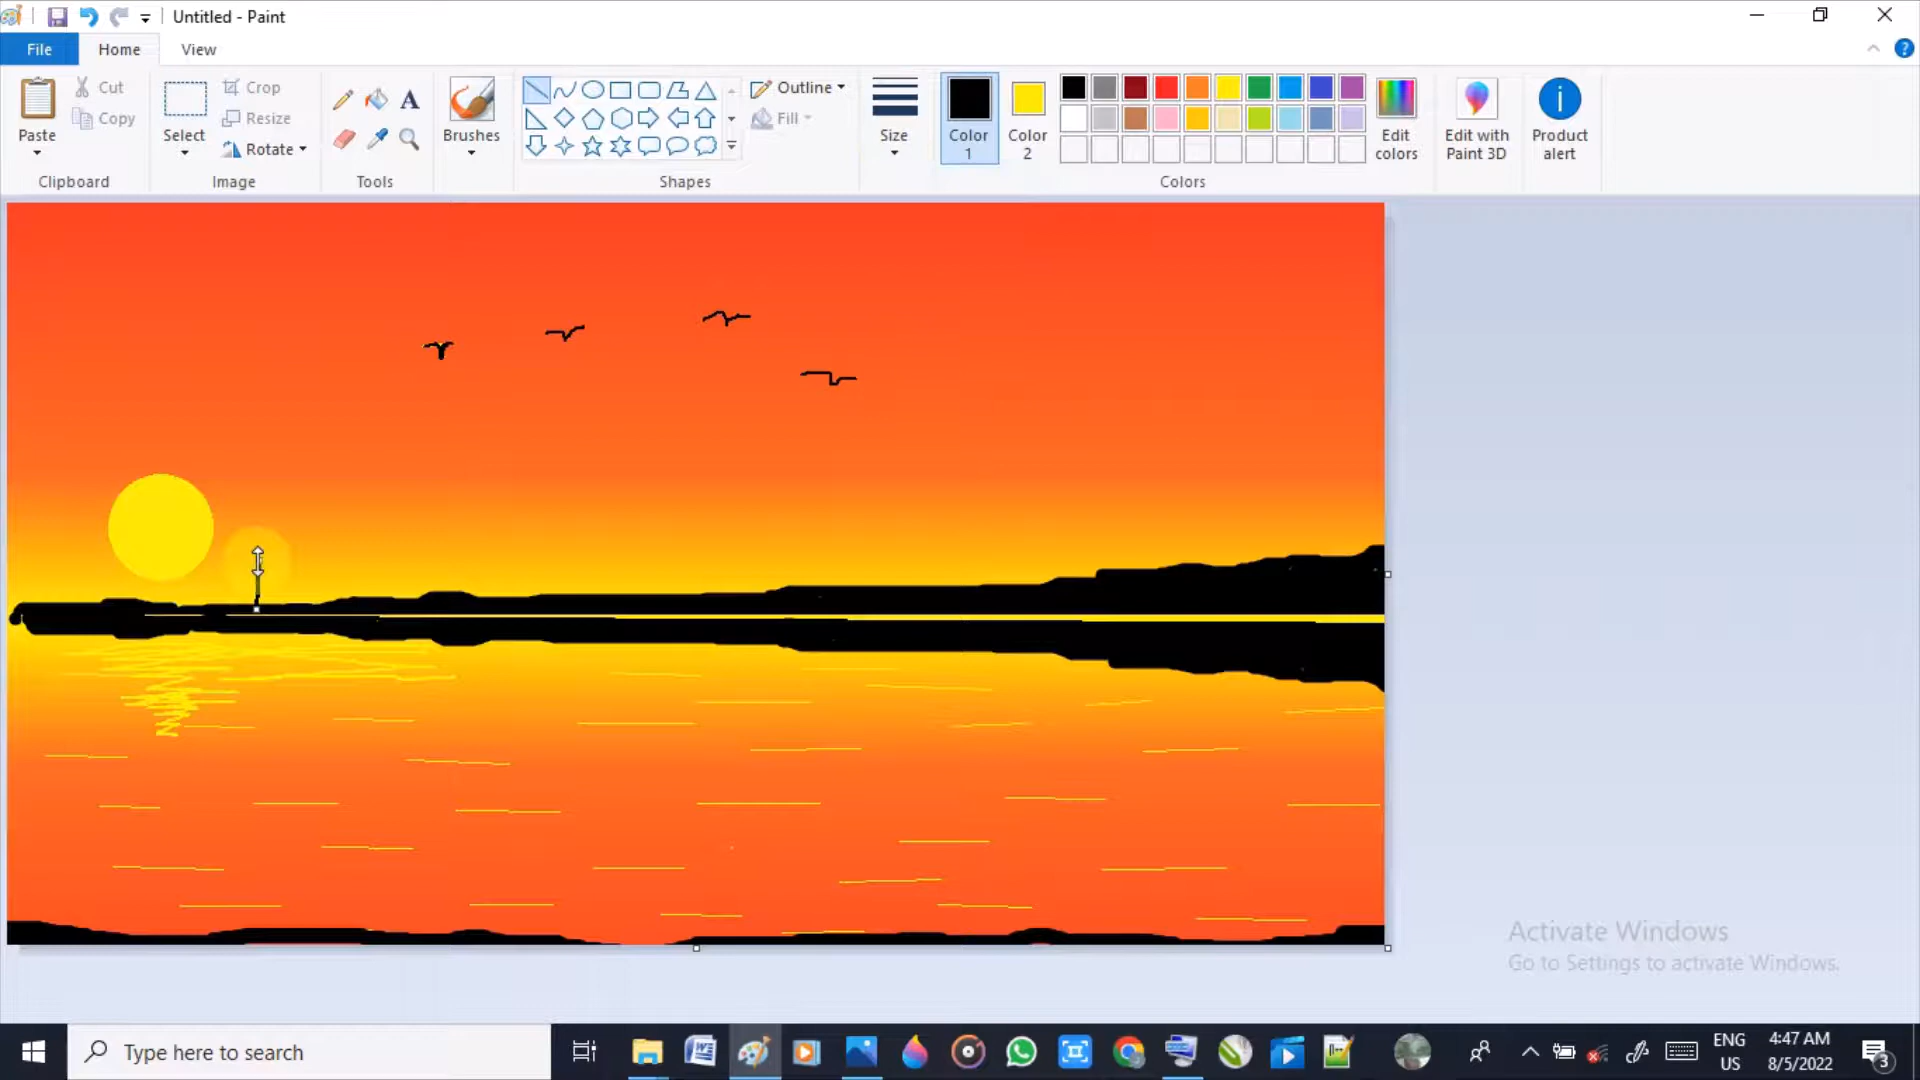 Untitled - Paint
File Home View
Paste
Cut
Copy
Clipboard
Select
Crop
Resize
Rotate
Image
A
Tools
Brushes
Shapes
Outline
Fill
Size
Color 1
Color 2
Colors
Edit colors
Edit with Paint 3D
Product alert
Activate Windows
Go to Settings to activate Windows.
Type here to search
ENG
US
4:47 AM
8/5/2022
3